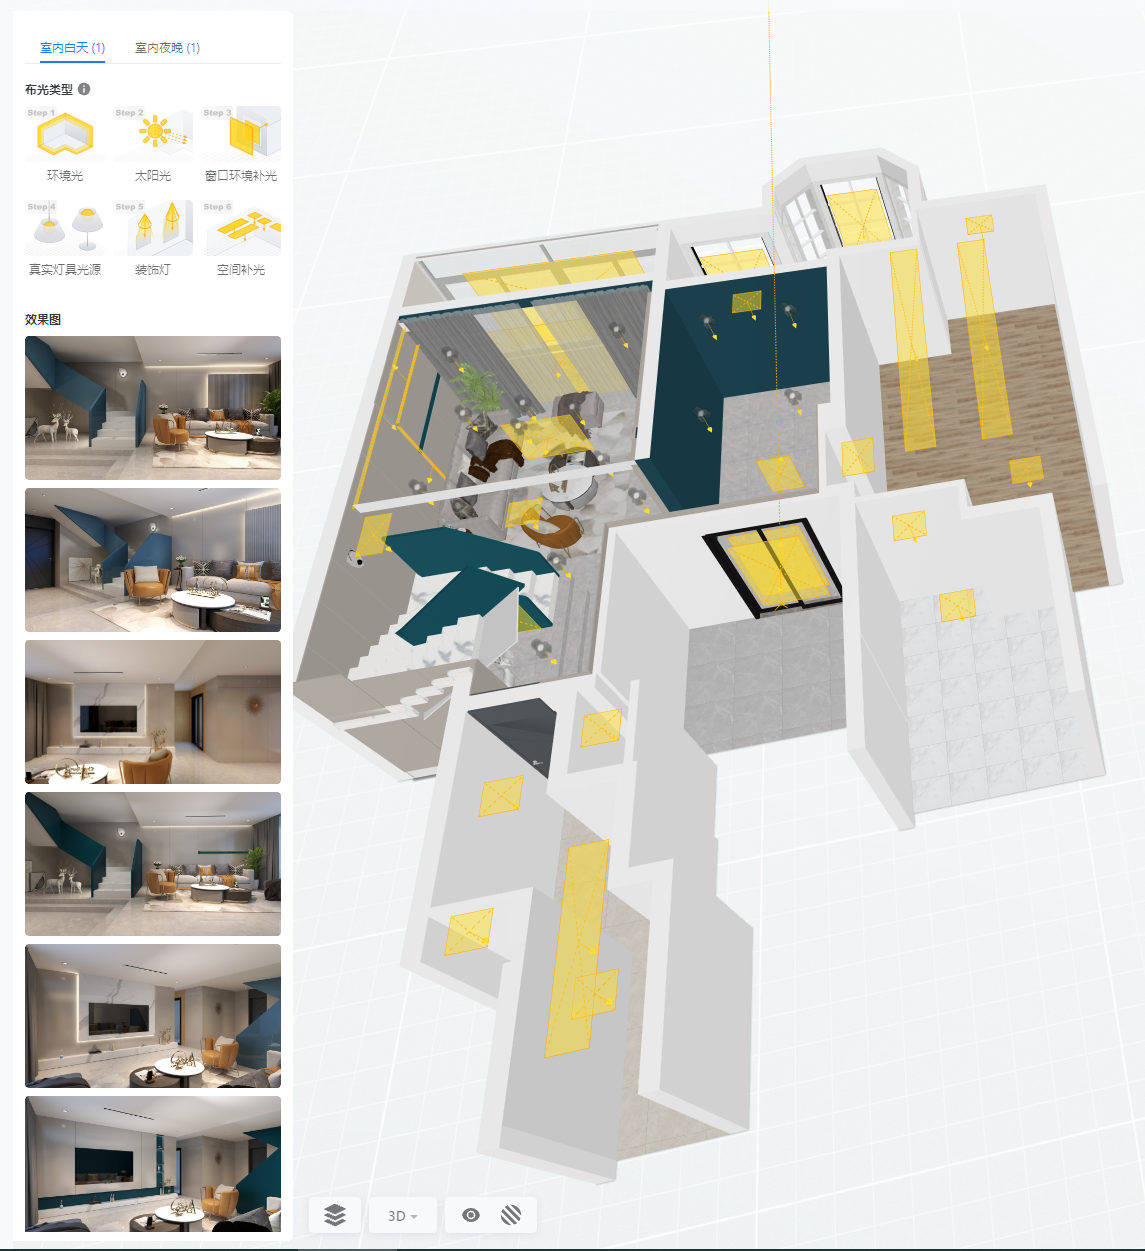 室内白天 (1) 室内夜晚 (1)
布光类型
Step 1 Step 2 Step 3
环境光 太阳光 窗口环境补光
Step 4 Step 5 Step 6
真实灯具光源 装饰灯 空间补光
效果图
3D